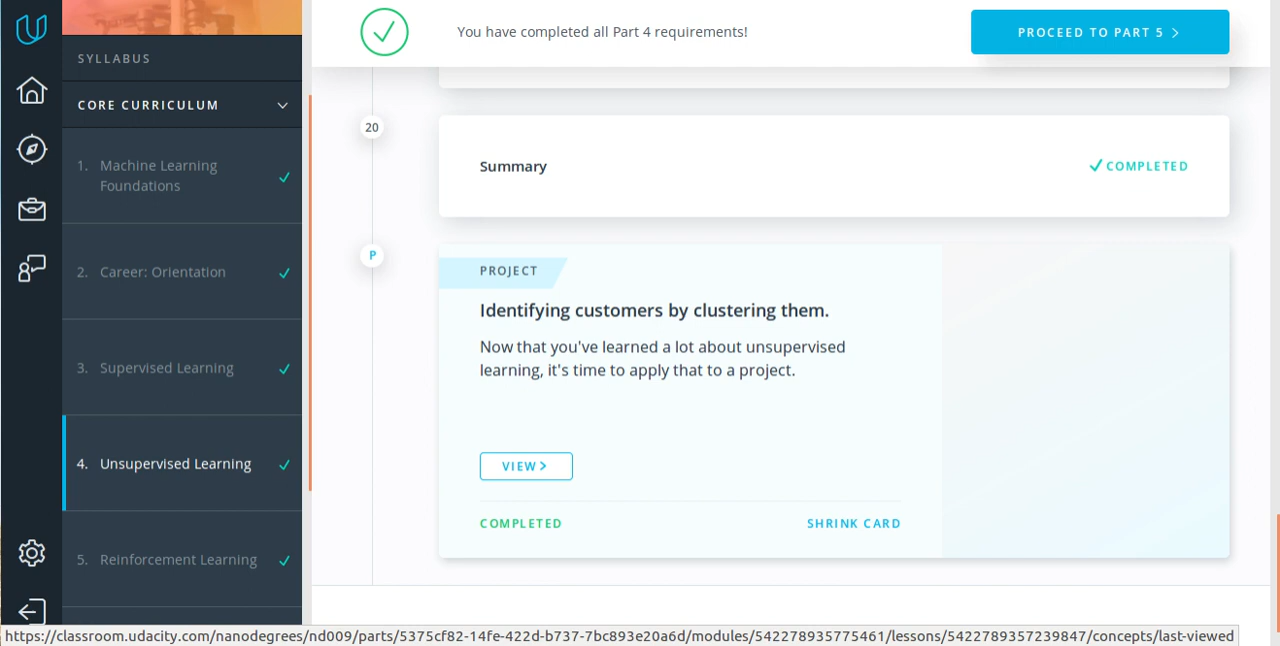 SYLLABUS
CORE CURRICULUM
1. Machine Learning
Foundations
2. Career: Orientation
3. Supervised Learning
4. Unsupervised Learning
5. Reinforcement Learning
You have completed all Part 4 requirements!
PROCEED TO PART 5
20
Summary
COMPLETED
P
PROJECT
Identifying customers by clustering them.
Now that you've learned a lot about unsupervised
learning, it's time to apply that to a project.
VIEW
COMPLETED
SHRINK CARD
https://classroom.udacity.com/nanodegrees/nd009/parts/5375cf82-14fe-422d-b737-7bc893e20a6d/modules/542278935775461/lessons/5422789357239847/concepts/last-viewed